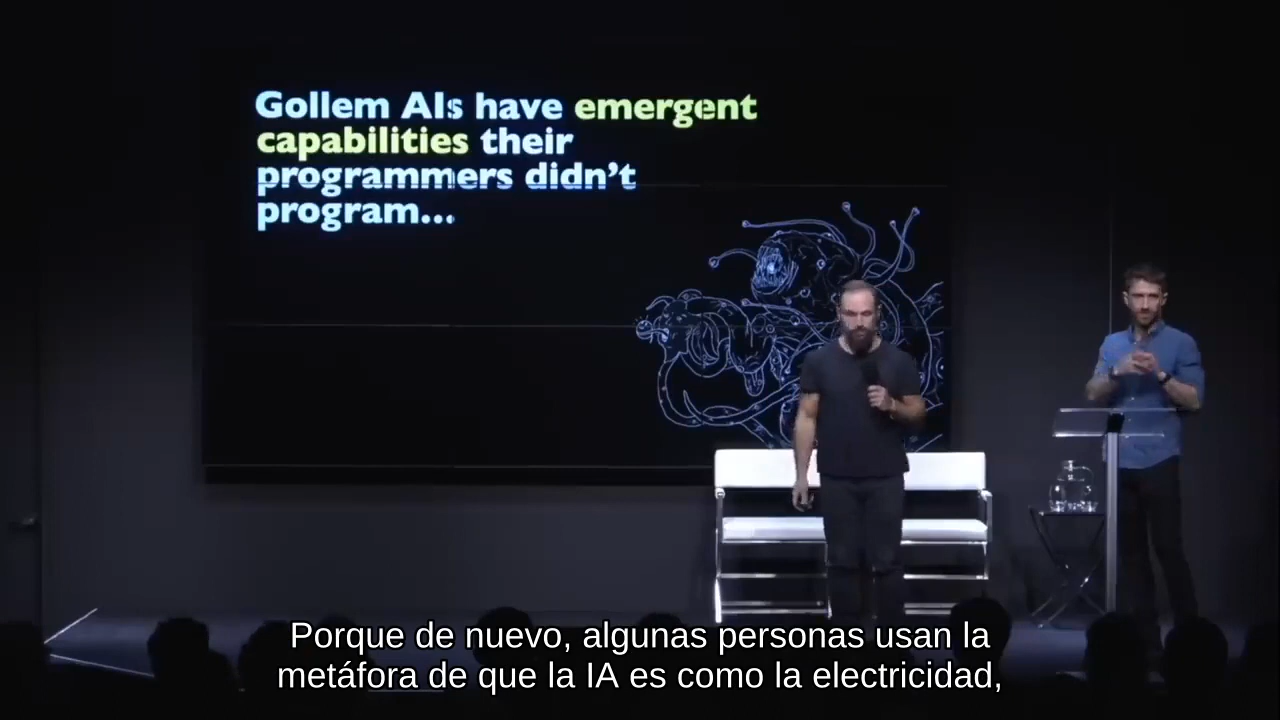 Gollem AIs have emergent
capabilities their
programmers didn't
program...
Porque de nuevo, algunas personas usan la
metáfora de que la IA es como la electricidad,